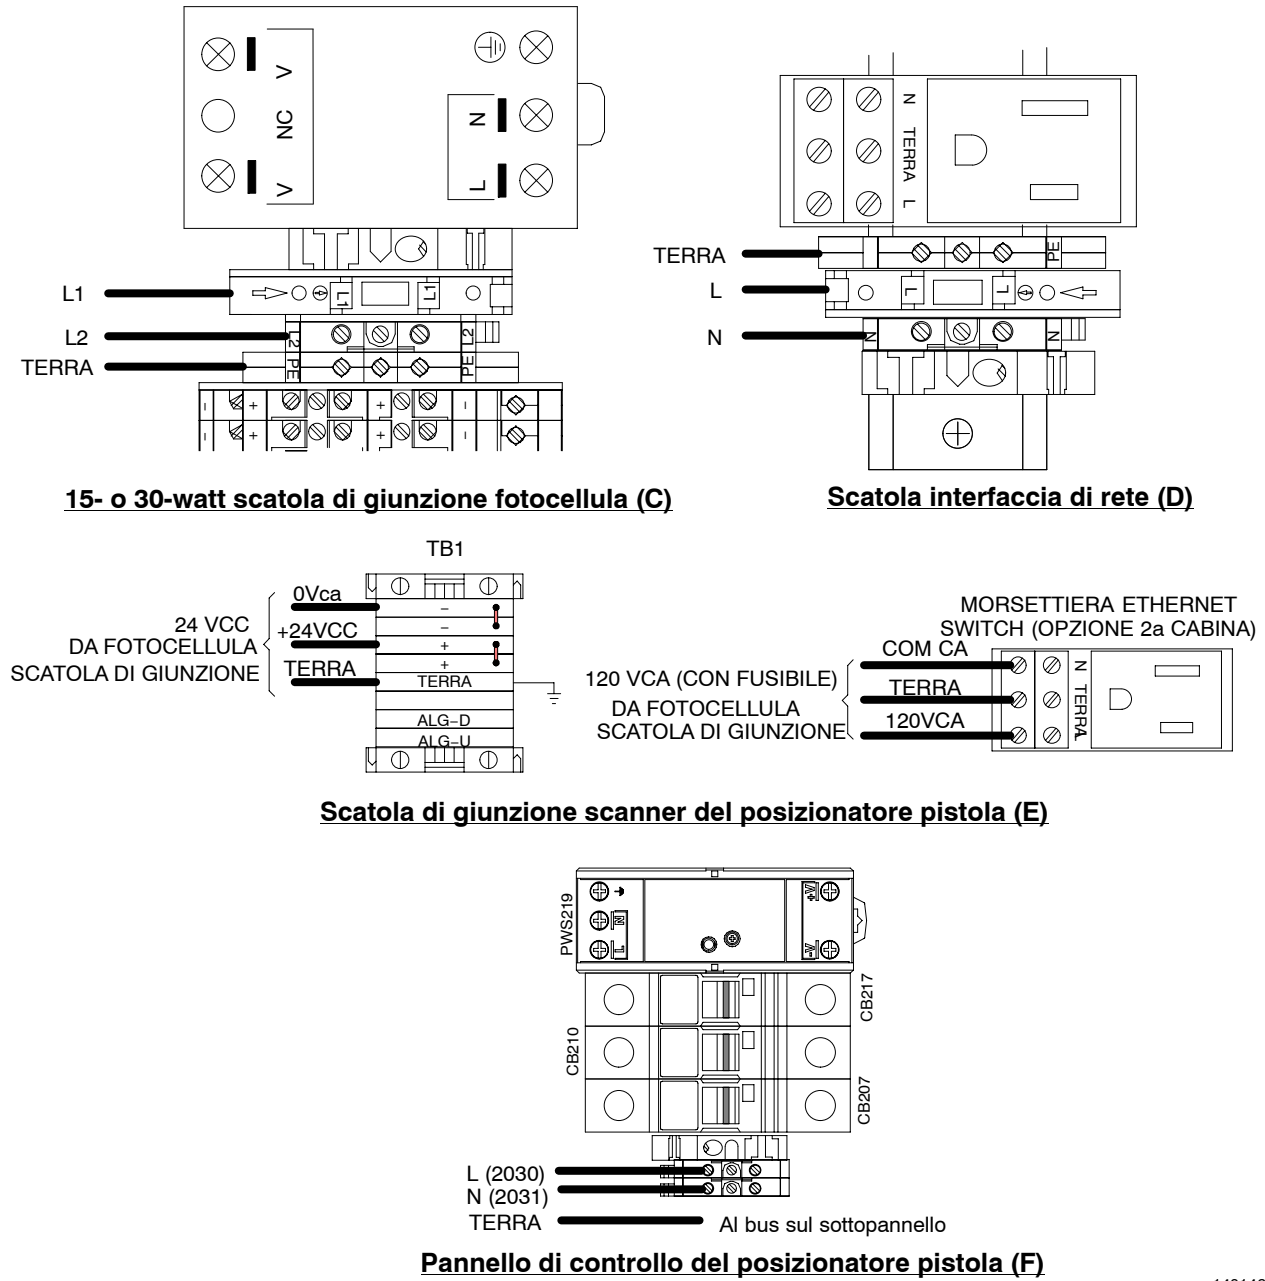 V
NC
V
N
L
N
TERRA
L
L1
L1
L1
L2
L2
L2
TERRA
PE
PE
- + + -
- + + -
TERRA
PE
L
L
L
N
N
N
15- o 30-watt scatola di giunzione fotocellula (C)
Scatola interfaccia di rete (D)
TB1
0Vca
24 VCC
+24VCC
DA FOTOCELLULA
SCATOLA DI GIUNZIONE
TERRA
–
–
+
+
TERRA
ALG–D
ALG–U
MORSETTIERA ETHERNET
SWITCH (OPZIONE 2a CABINA)
COM CA
120 VCA (CON FUSIBILE)
TERRA
DA FOTOCELLULA
SCATOLA DI GIUNZIONE
120VCA
N
TERRA
L
Scatola di giunzione scanner del posizionatore pistola (E)
PWS219
N
L
+V
-V
CB217
CB210
CB207
L (2030)
N (2031)
TERRA
Al bus sul sottopannello
Pannello di controllo del posizionatore pistola (F)